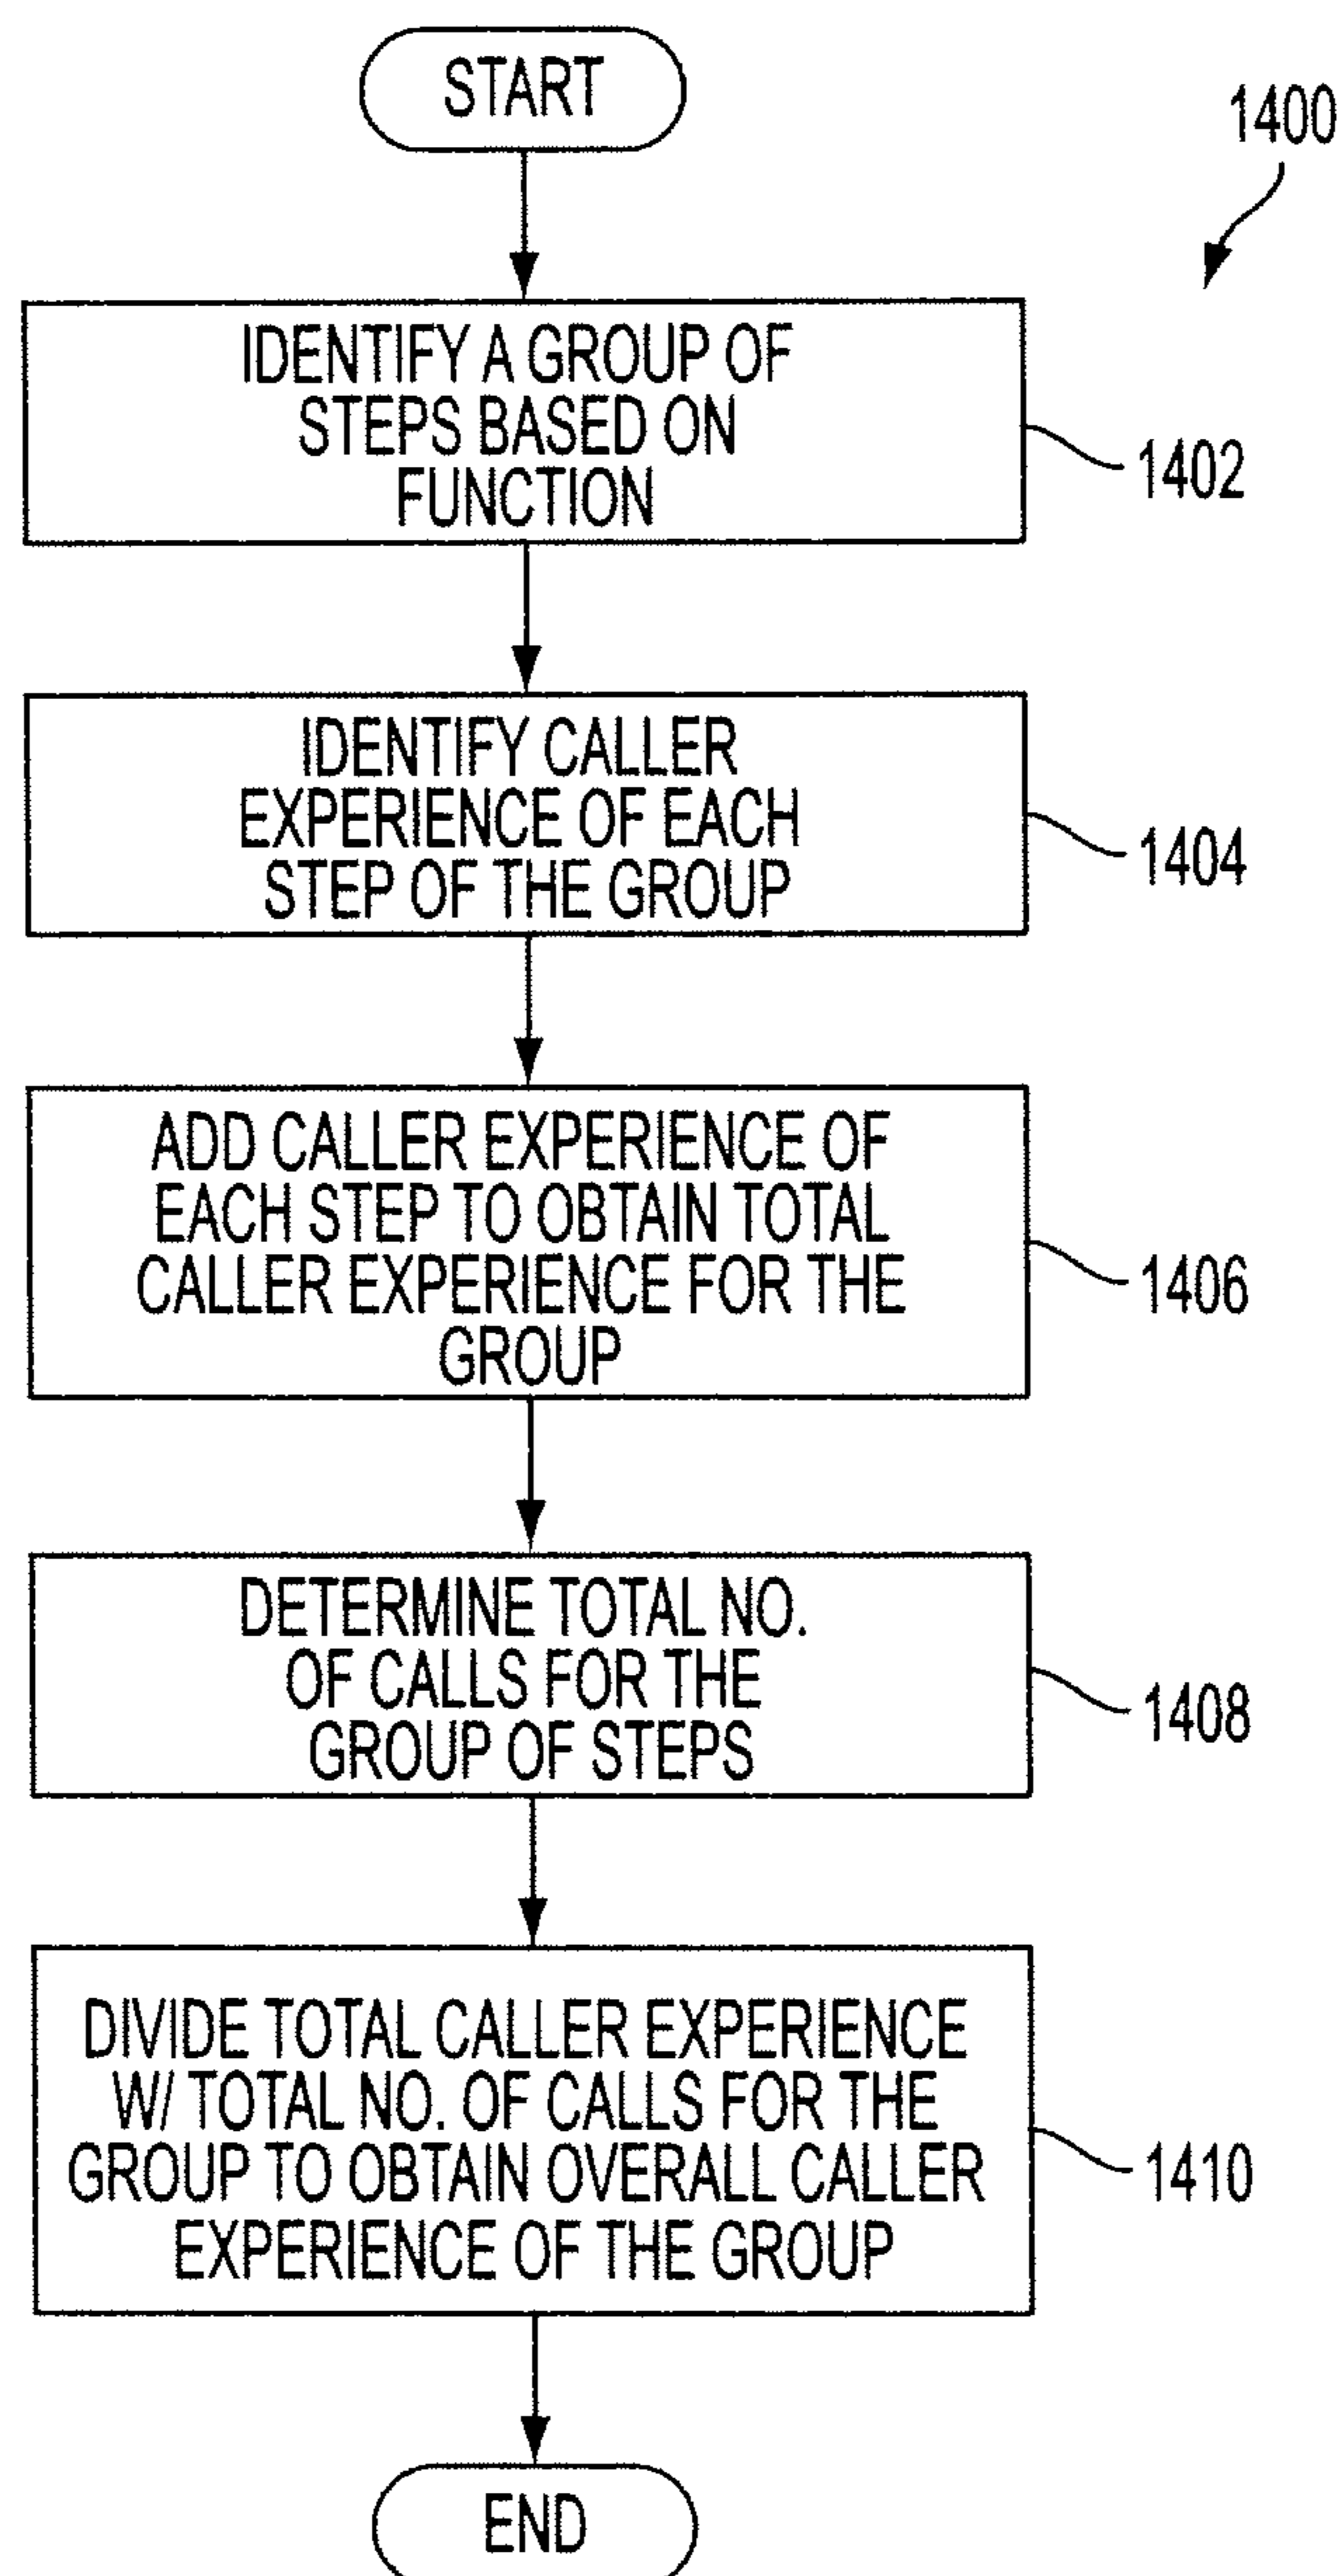 START
1400
IDENTIFY A GROUP OF
STEPS BASED ON
FUNCTION
1402
IDENTIFY CALLER
EXPERIENCE OF EACH
STEP OF THE GROUP
1404
ADD CALLER EXPERIENCE OF
EACH STEP TO OBTAIN TOTAL
CALLER EXPERIENCE FOR THE
GROUP
1406
DETERMINE TOTAL NO.
OF CALLS FOR THE
GROUP OF STEPS
1408
DIVIDE TOTAL CALLER EXPERIENCE
W/ TOTAL NO. OF CALLS FOR THE
GROUP TO OBTAIN OVERALL CALLER
EXPERIENCE OF THE GROUP
1410
END